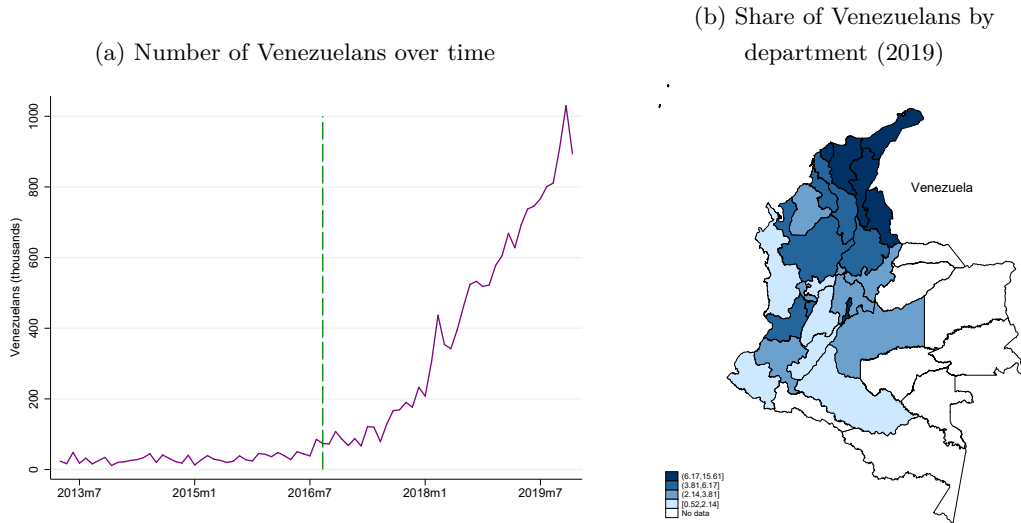 (a) Number of Venezuelans over time
Venezuelans (thousands)
1000
800
600
400
200
0
2013m7
2015m1
2016m7
2018m1
2019m7
(b) Share of Venezuelans by
department (2019)
Venezuela
(6.17,15.61]
(3.81,6.17]
(2.14,3.81]
[0.52,2.14]
No data